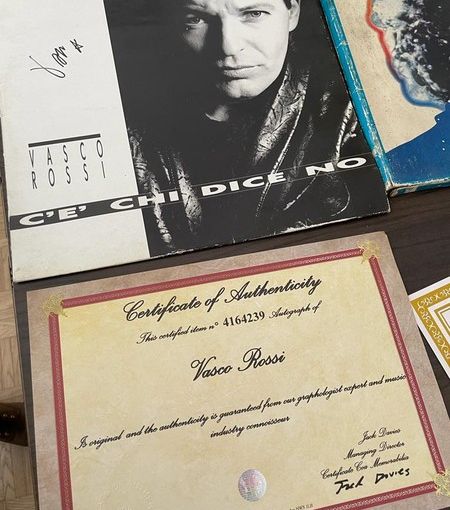 VASCO
ROSSI
C'E' CHI DICE NO
Certificate of Authenticity
This certified item n° 4164239 Autograph of
Vasco Rossi
Is original and the authenticity is guaranteed from our graphologist expert and music
industry connoisseur
Jack Davies
Managing Director
Certificate Coa Memorabilia
Jack Davies